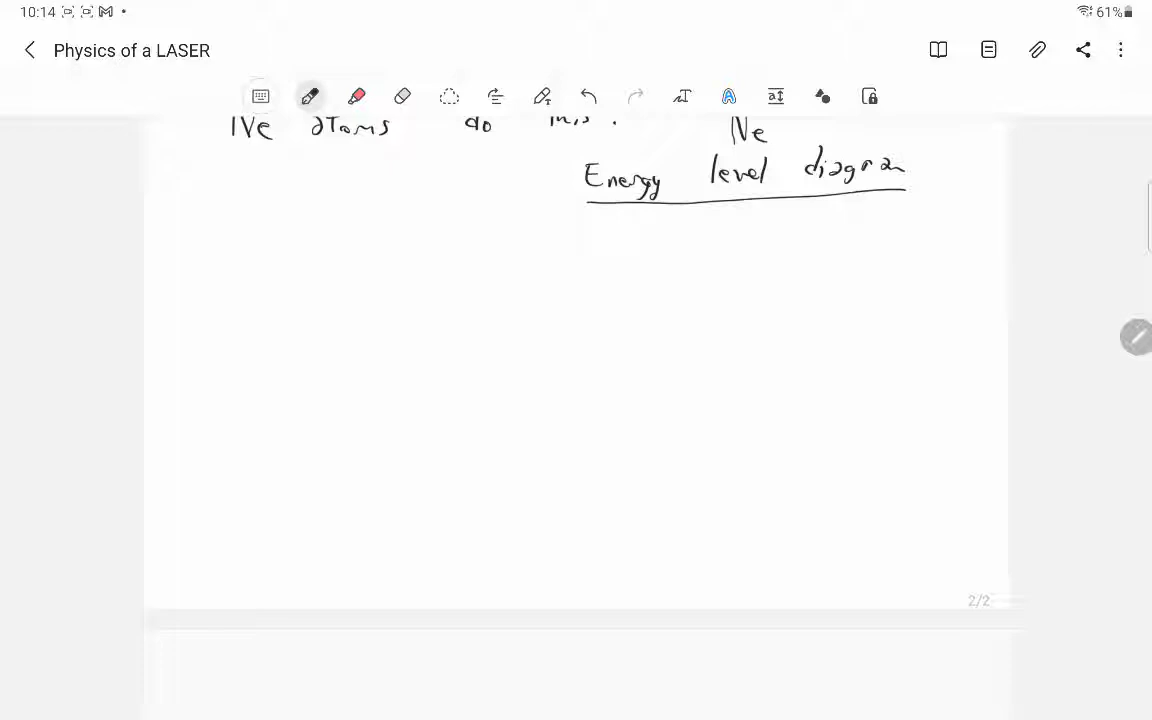 10:14
61%
Physics of a LASER
Ne atoms do this.
Ne
Energy level diagram
2/2